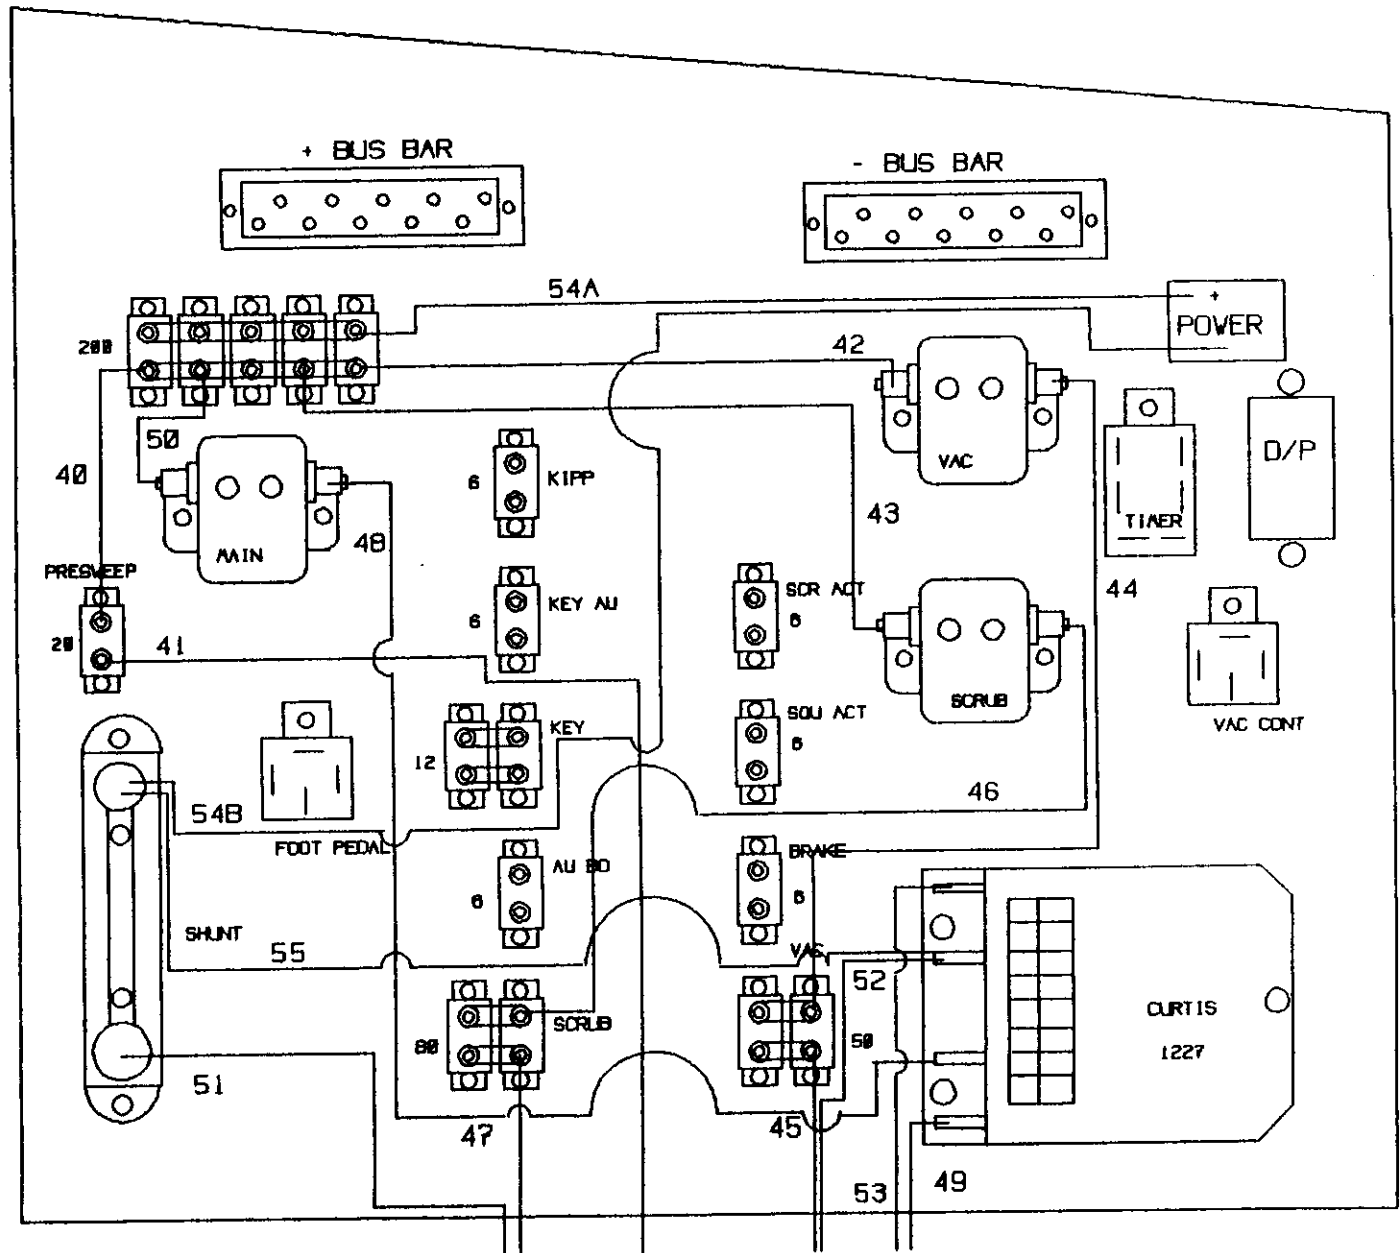 + BUS BAR
- BUS BAR
54A
+
POWER
200
42
50
40
KIPP
6
VAC
D/P
43
TIMER
48
MAIN
PRESWEEP
44
SCR ACT
6
KEY AU
6
20
41
SCRUB
SQU ACT
6
KEY
12
VAC CONT
46
54B
FOOT PEDAL
BRAKE
6
AU BD
6
SHUNT
55
VAC
52
CURTIS
1227
SCRUB
80
50
51
47
45
53
49